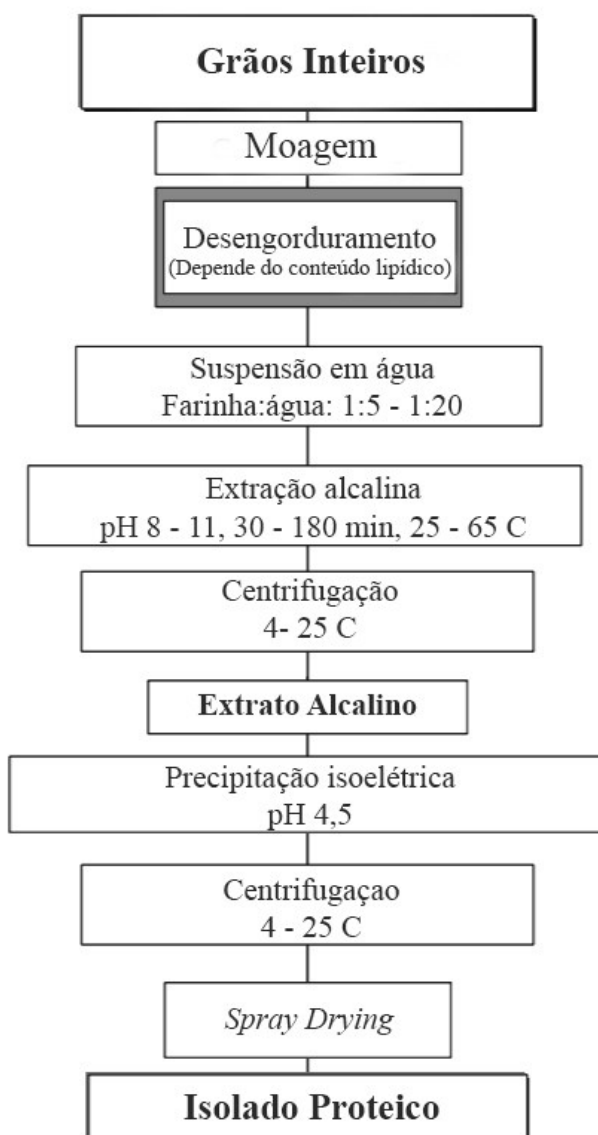 Grãos Inteiros
Moagem
Desengorduramento
(Depende do conteúdo lipídico)
Suspensão em água
Farinha:água: 1:5 - 1:20
Extração alcalina
pH 8 - 11, 30 - 180 min, 25 - 65 C
Centrifugação
4- 25 C
Extrato Alcalino
Precipitação isoelétrica
pH 4,5
Centrifugaçao
4 - 25 C
Spray Drying
Isolado Proteico